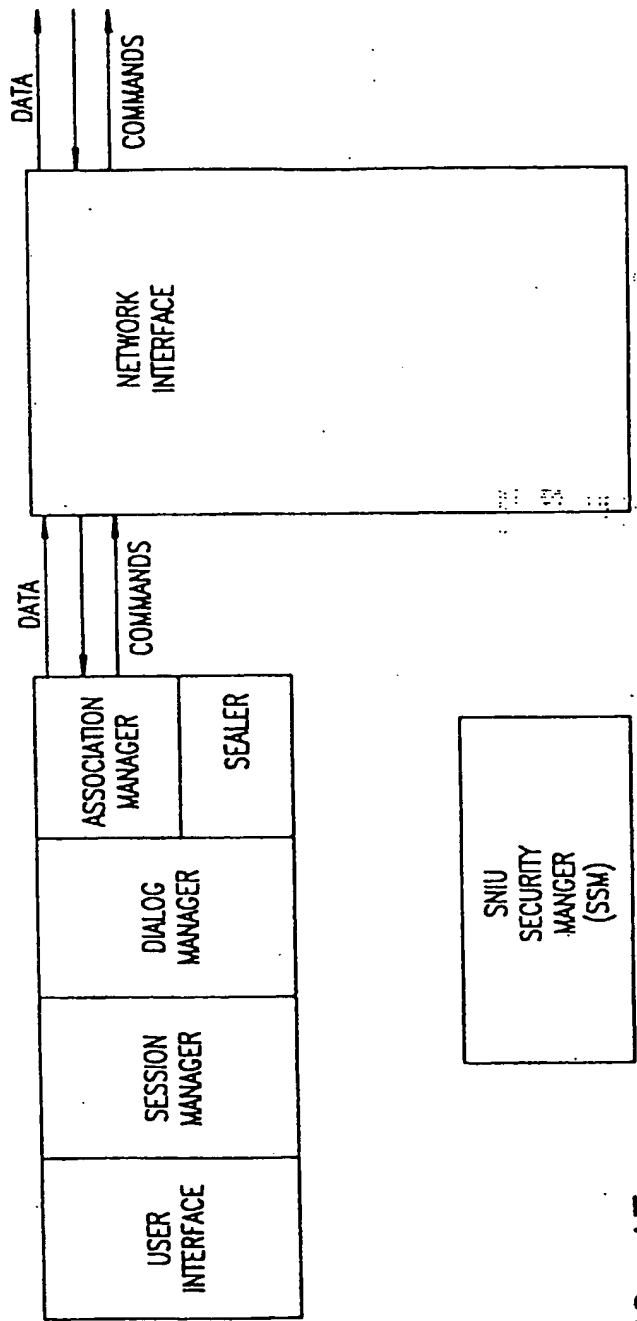 USER
INTERFACE
SESSION
MANAGER
DIALOG
MANAGER
ASSOCIATION
MANAGER
SEALER
DATA
COMMANDS
NETWORK
INTERFACE
DATA
COMMANDS
SNIU
SECURITY
MANGER
(SSM)